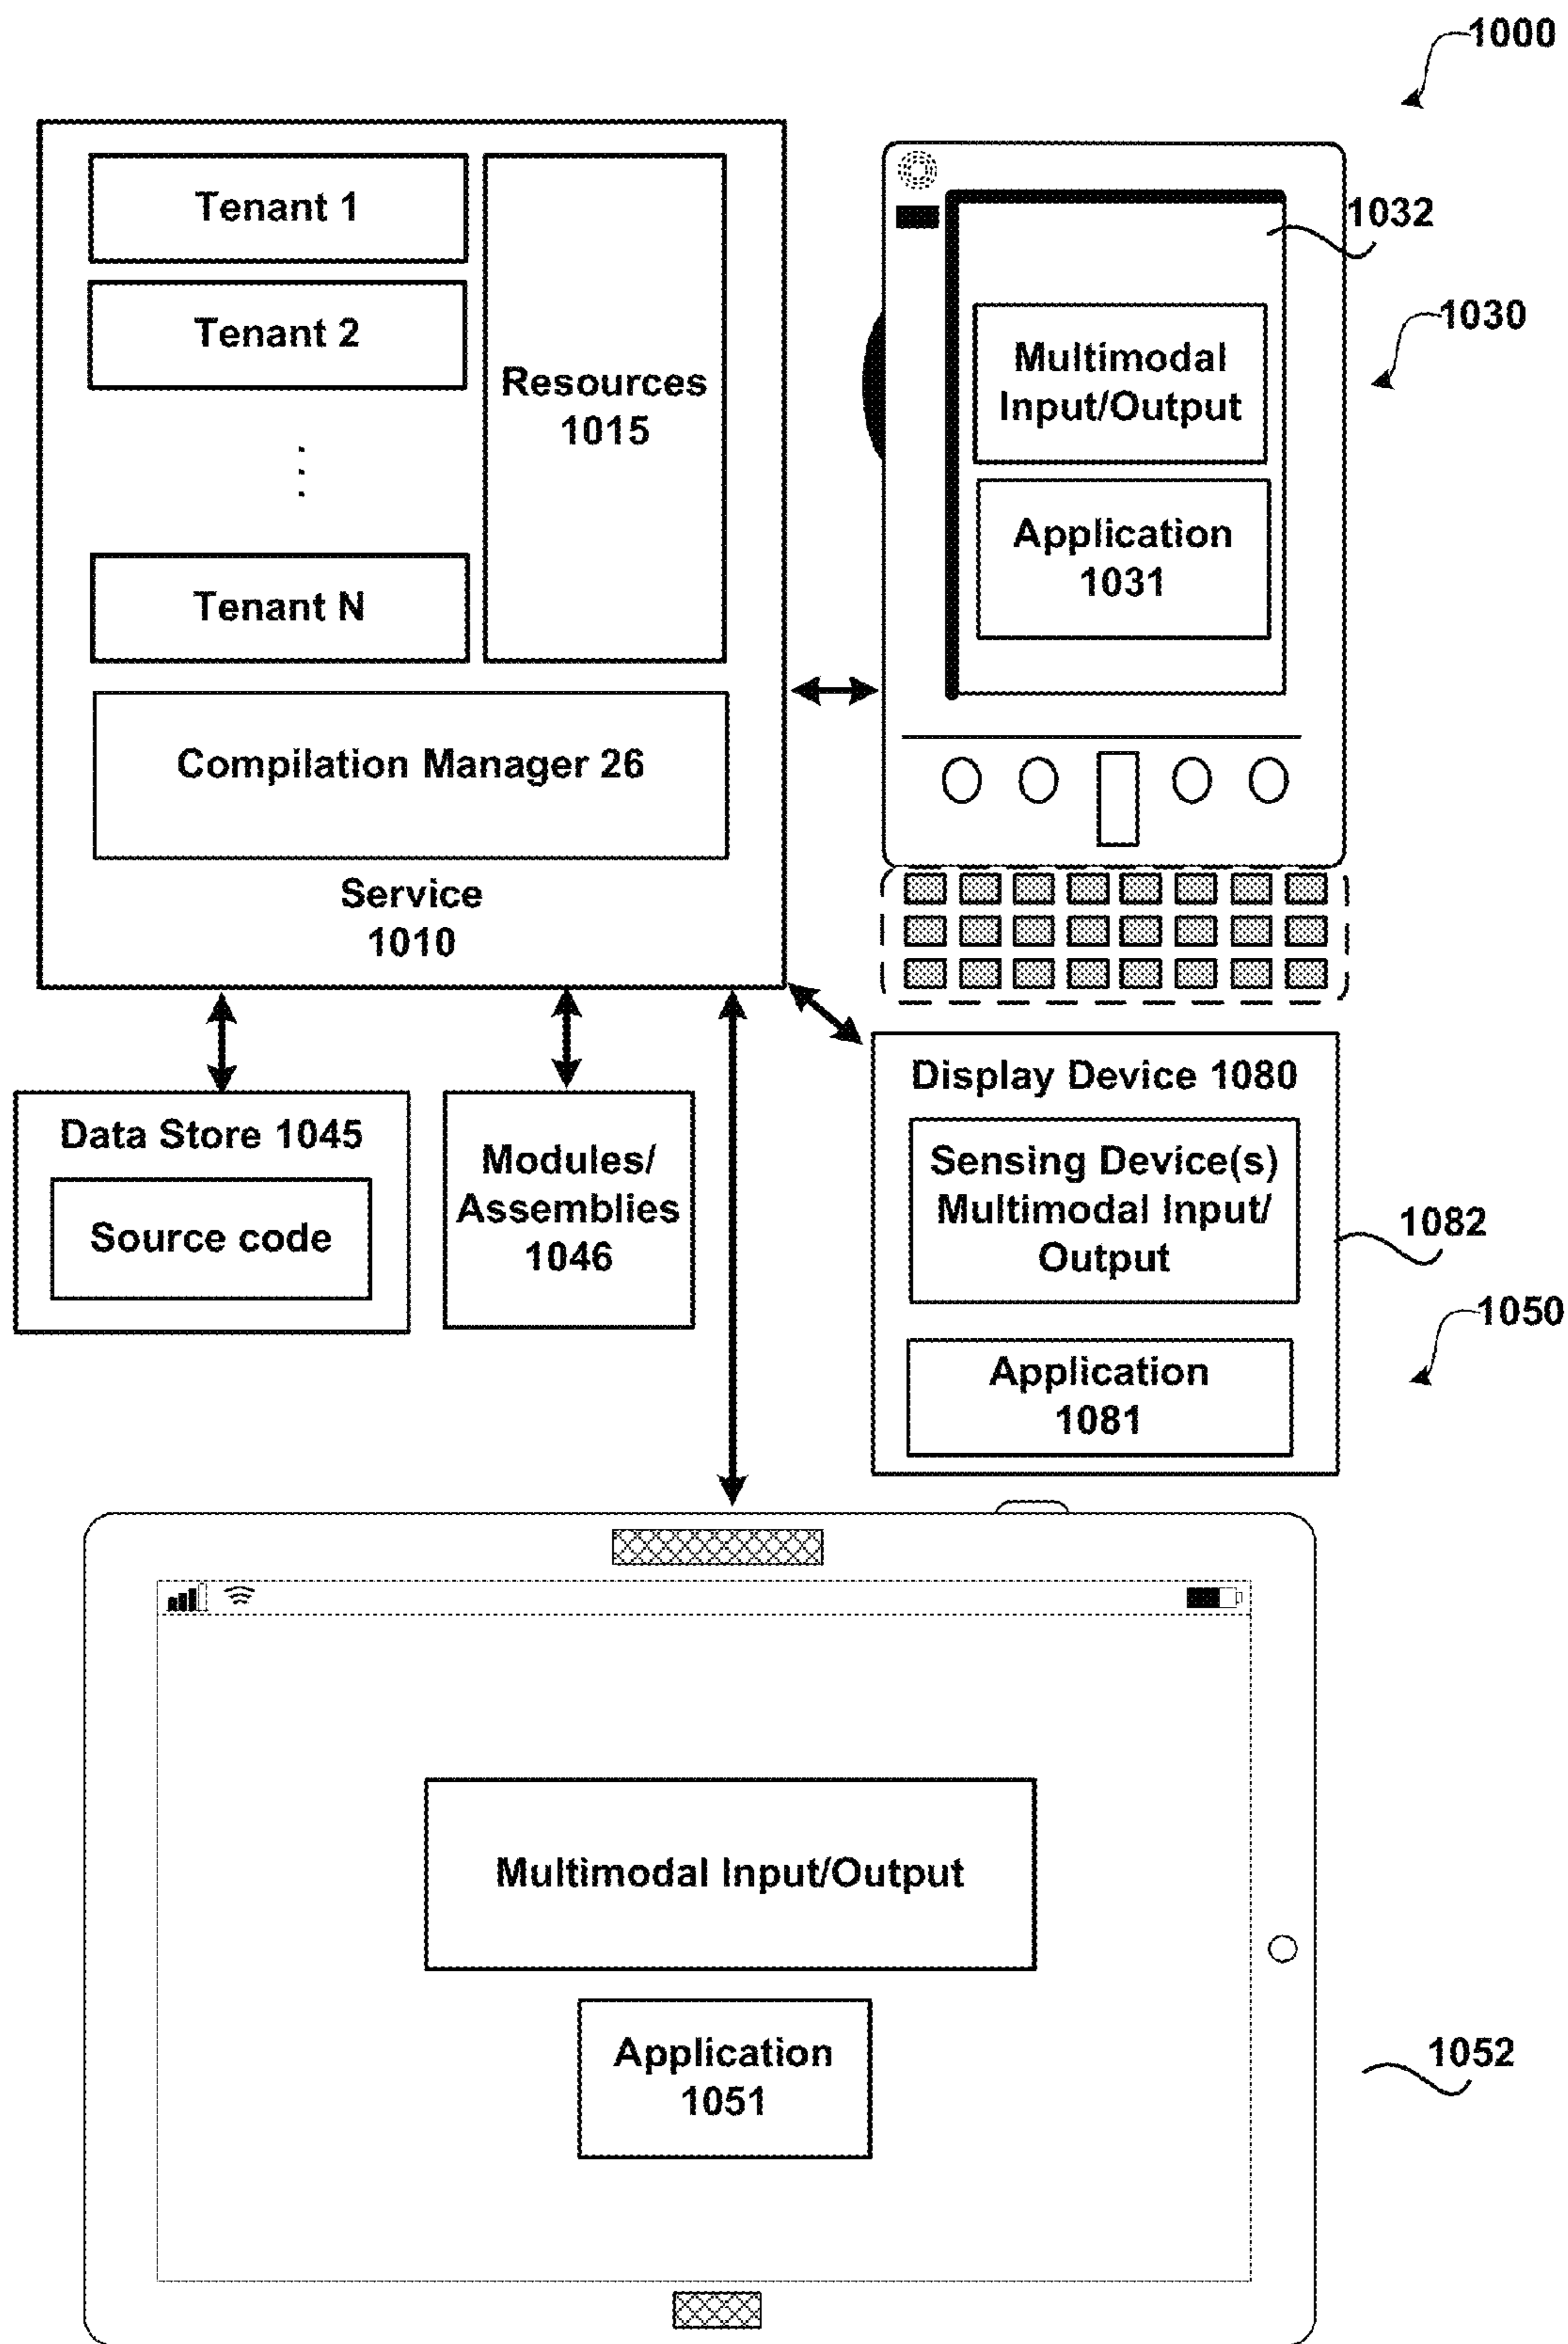 1000
Tenant 1
Tenant 2
Resources
1015
Tenant N
Compilation Manager 26
Service
1010
1032
1030
Multimodal
Input/Output
Application
1031
Data Store 1045
Source code
Modules/
Assemblies
1046
Display Device 1080
Sensing Device(s)
Multimodal Input/
Output
1082
Application
1081
1050
Multimodal Input/Output
Application
1051
1052